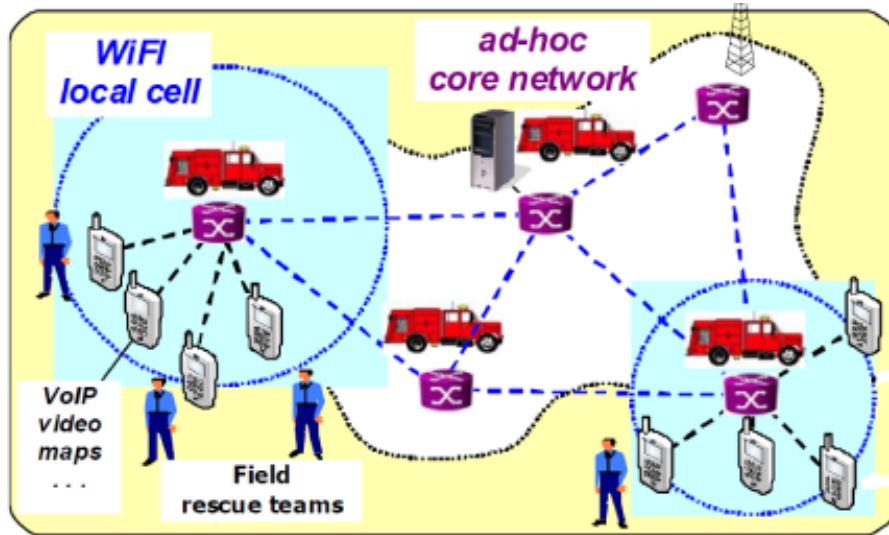 WiFI
local cell
ad-hoc
core network
VoIP
video
maps
. . .
Field
rescue teams